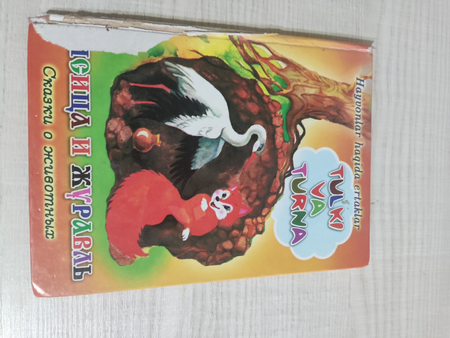 Hayvonlar haqida ertaklar
TULKI
VA
TURNA
ИСИЦА И ЖУРАВЛЬ
Сказки о животных